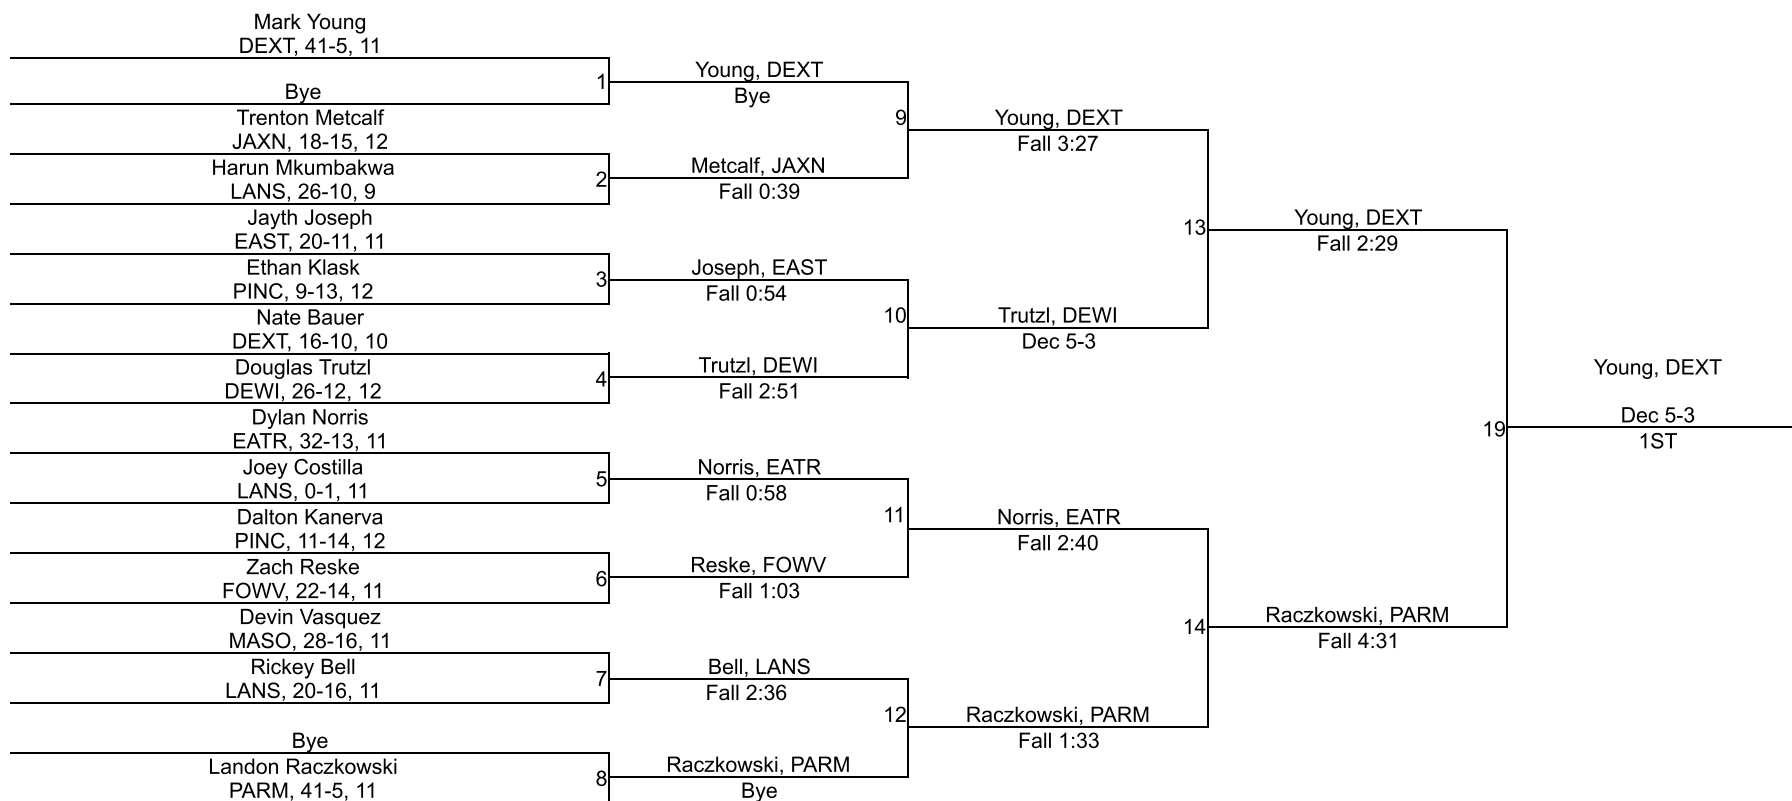 Mark Young
DEXT, 41-5, 11
1
Bye
Trenton Metcalf
JAXN, 18-15, 12
2
Harun Mkumbakwa
LANS, 26-10, 9
Jayth Joseph
EAST, 20-11, 11
3
Ethan Klask
PINC, 9-13, 12
Nate Bauer
DEXT, 16-10, 10
4
Douglas Trutzl
DEWI, 26-12, 12
Dylan Norris
EATR, 32-13, 11
5
Joey Costilla
LANS, 0-1, 11
Dalton Kanerva
PINC, 11-14, 12
6
Zach Reske
FOWV, 22-14, 11
Devin Vasquez
MASO, 28-16, 11
7
Rickey Bell
LANS, 20-16, 11
Bye
8
Landon Raczkowski
PARM, 41-5, 11
Young, DEXT
Bye
9
Metcalf, JAXN
Fall 0:39
Joseph, EAST
Fall 0:54
10
Trutzl, DEWI
Fall 2:51
Norris, EATR
Fall 0:58
11
Reske, FOWV
Fall 1:03
Bell, LANS
Fall 2:36
12
Raczkowski, PARM
Bye
Young, DEXT
Fall 3:27
13
Trutzl, DEWI
Dec 5-3
Norris, EATR
Fall 2:40
14
Raczkowski, PARM
Fall 1:33
Young, DEXT
Fall 2:29
19
Raczkowski, PARM
Fall 4:31
Young, DEXT
Dec 5-3
1ST